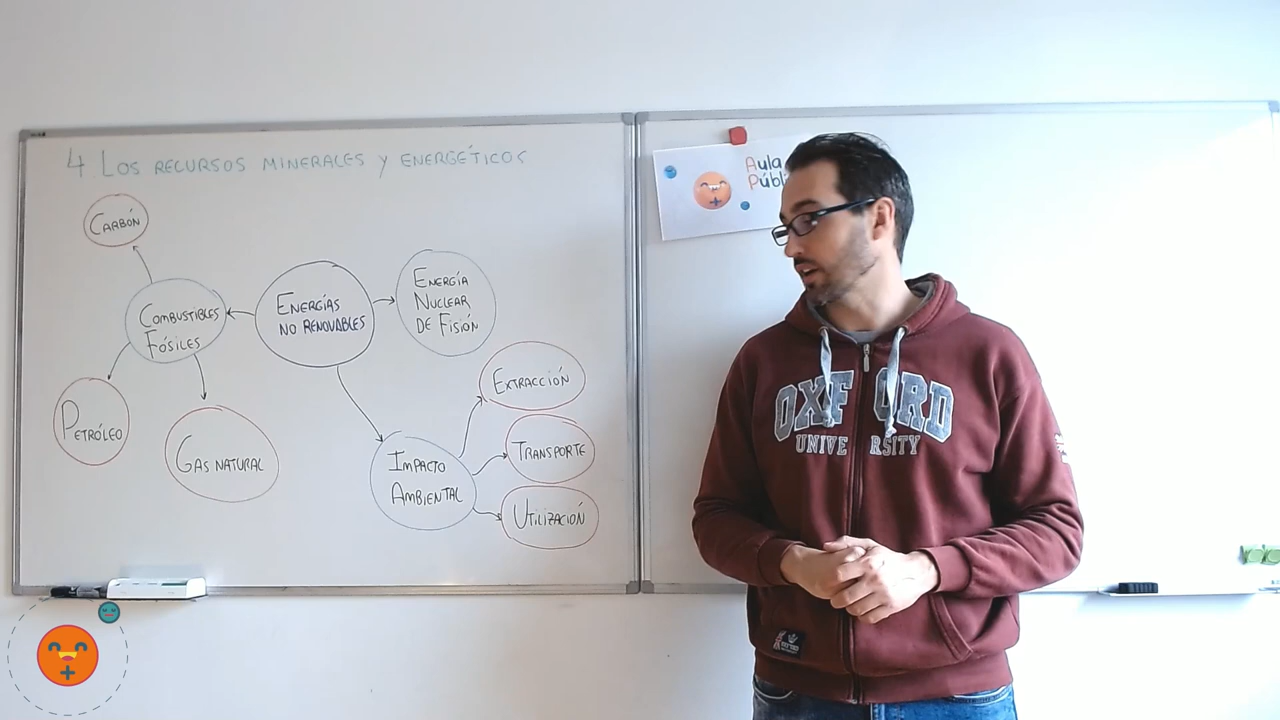 4. LOS RECURSOS MINERALES Y ENERGÉTICOS
CARBÓN
COMBUSTIBLES
FÓSILES
ENERGÍAS
NO RENOVABLES
ENERGÍA
NUCLEAR
DE FISIÓN
PETRÓLEO
GAS NATURAL
IMPACTO
AMBIENTAL
EXTRACCIÓN
TRANSPORTE
UTILIZACIÓN
Aula
OXFORD
UNIVERSITY